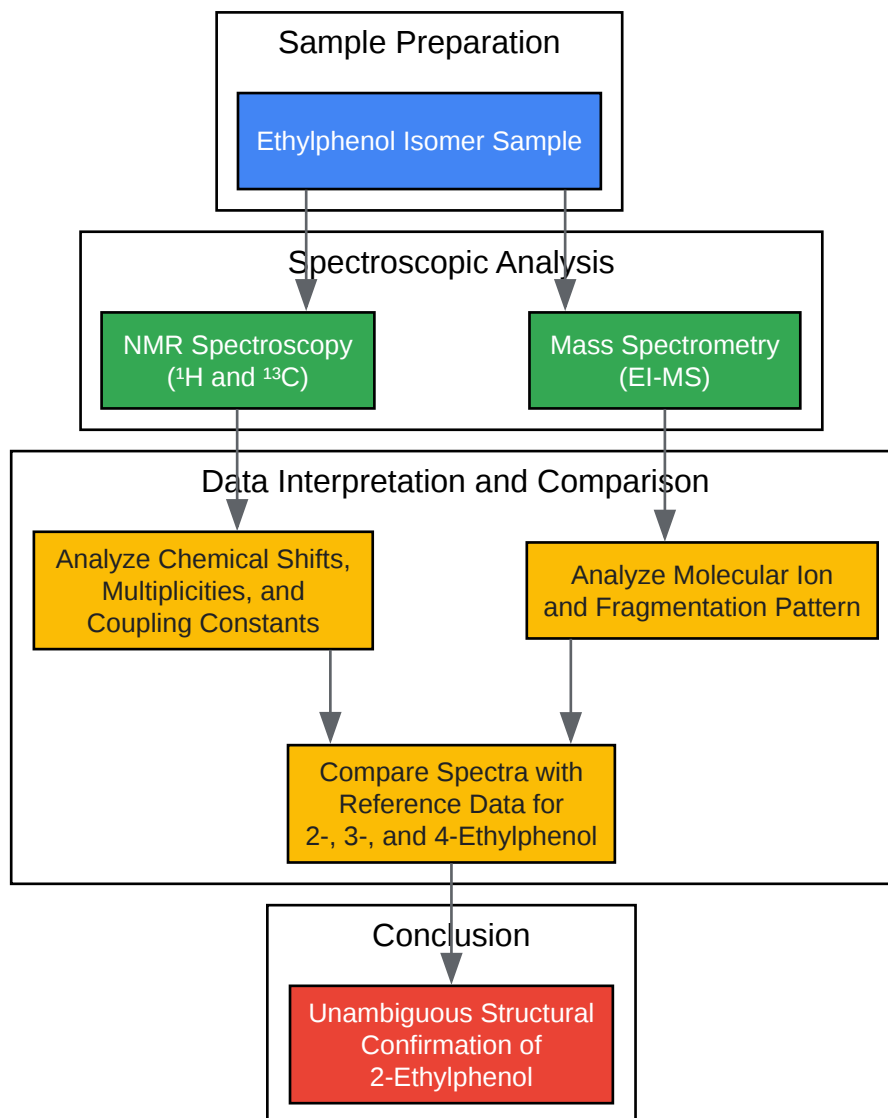 Sample Preparation
Ethylphenol Isomer Sample
Spectroscopic Analysis
NMR Spectroscopy
(¹H and ¹³C)
Mass Spectrometry
(EI-MS)
Data Interpretation and Comparison
Analyze Chemical Shifts,
Multiplicities, and
Coupling Constants
Analyze Molecular Ion
and Fragmentation Pattern
Compare Spectra with
Reference Data for
2-, 3-, and 4-Ethylphenol
Conclusion
Unambiguous Structural
Confirmation of
2-Ethylphenol